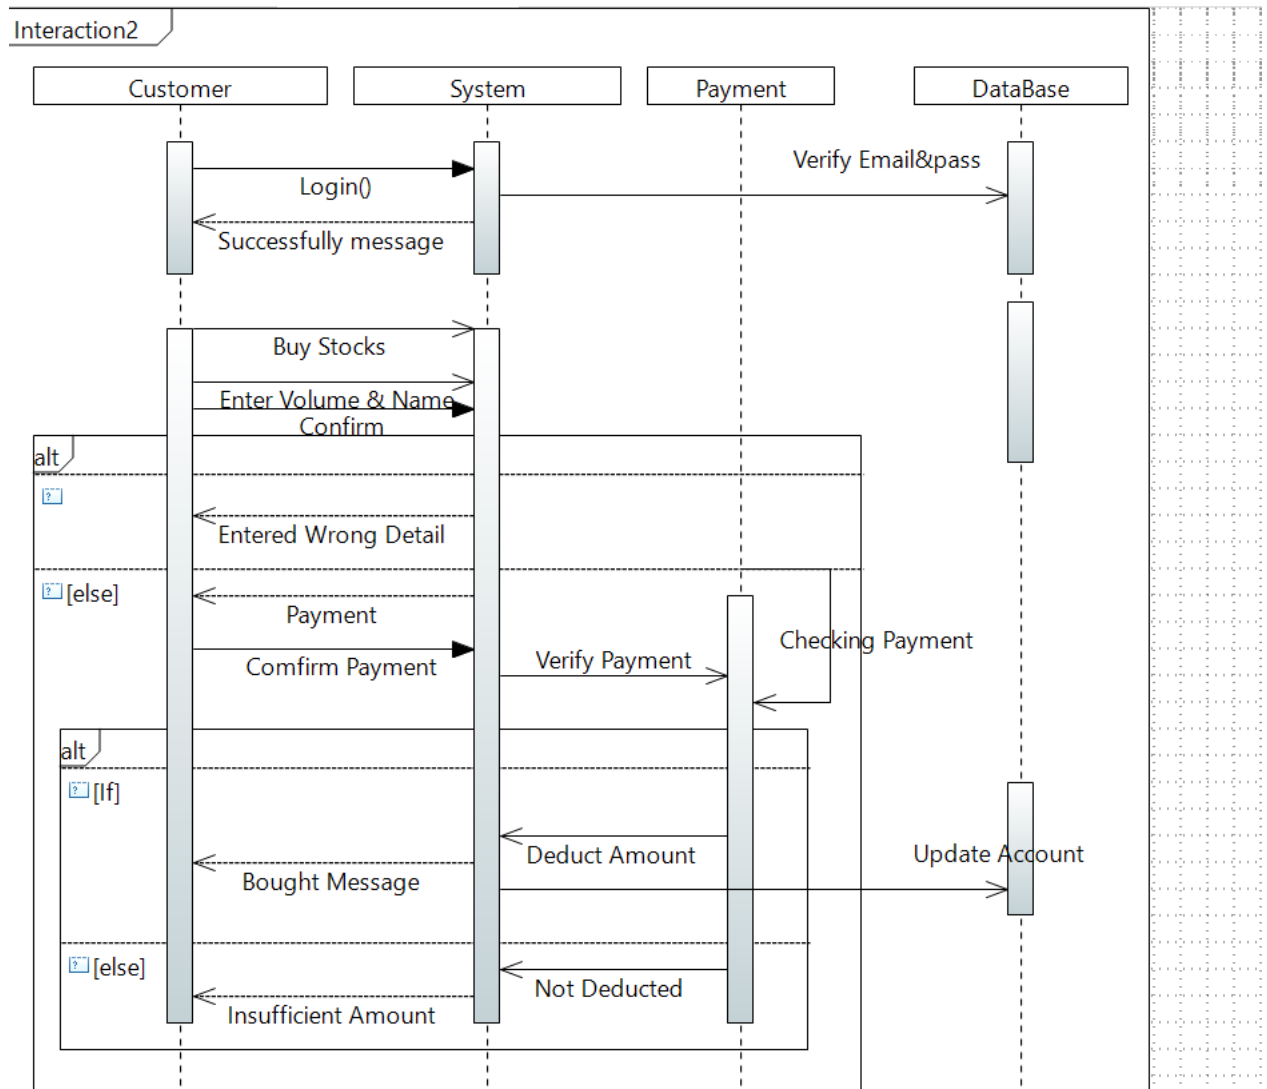 Interaction2
Customer
System
Payment
DataBase
Verify Email&pass
Login()
Successfully message
Buy Stocks
Enter Volume & Name
Confirm
alt
Entered Wrong Detail
[else]
Payment
Checking Payment
Comfirm Payment
Verify Payment
alt
[If]
Deduct Amount
Update Account
Bought Message
[else]
Not Deducted
Insufficient Amount